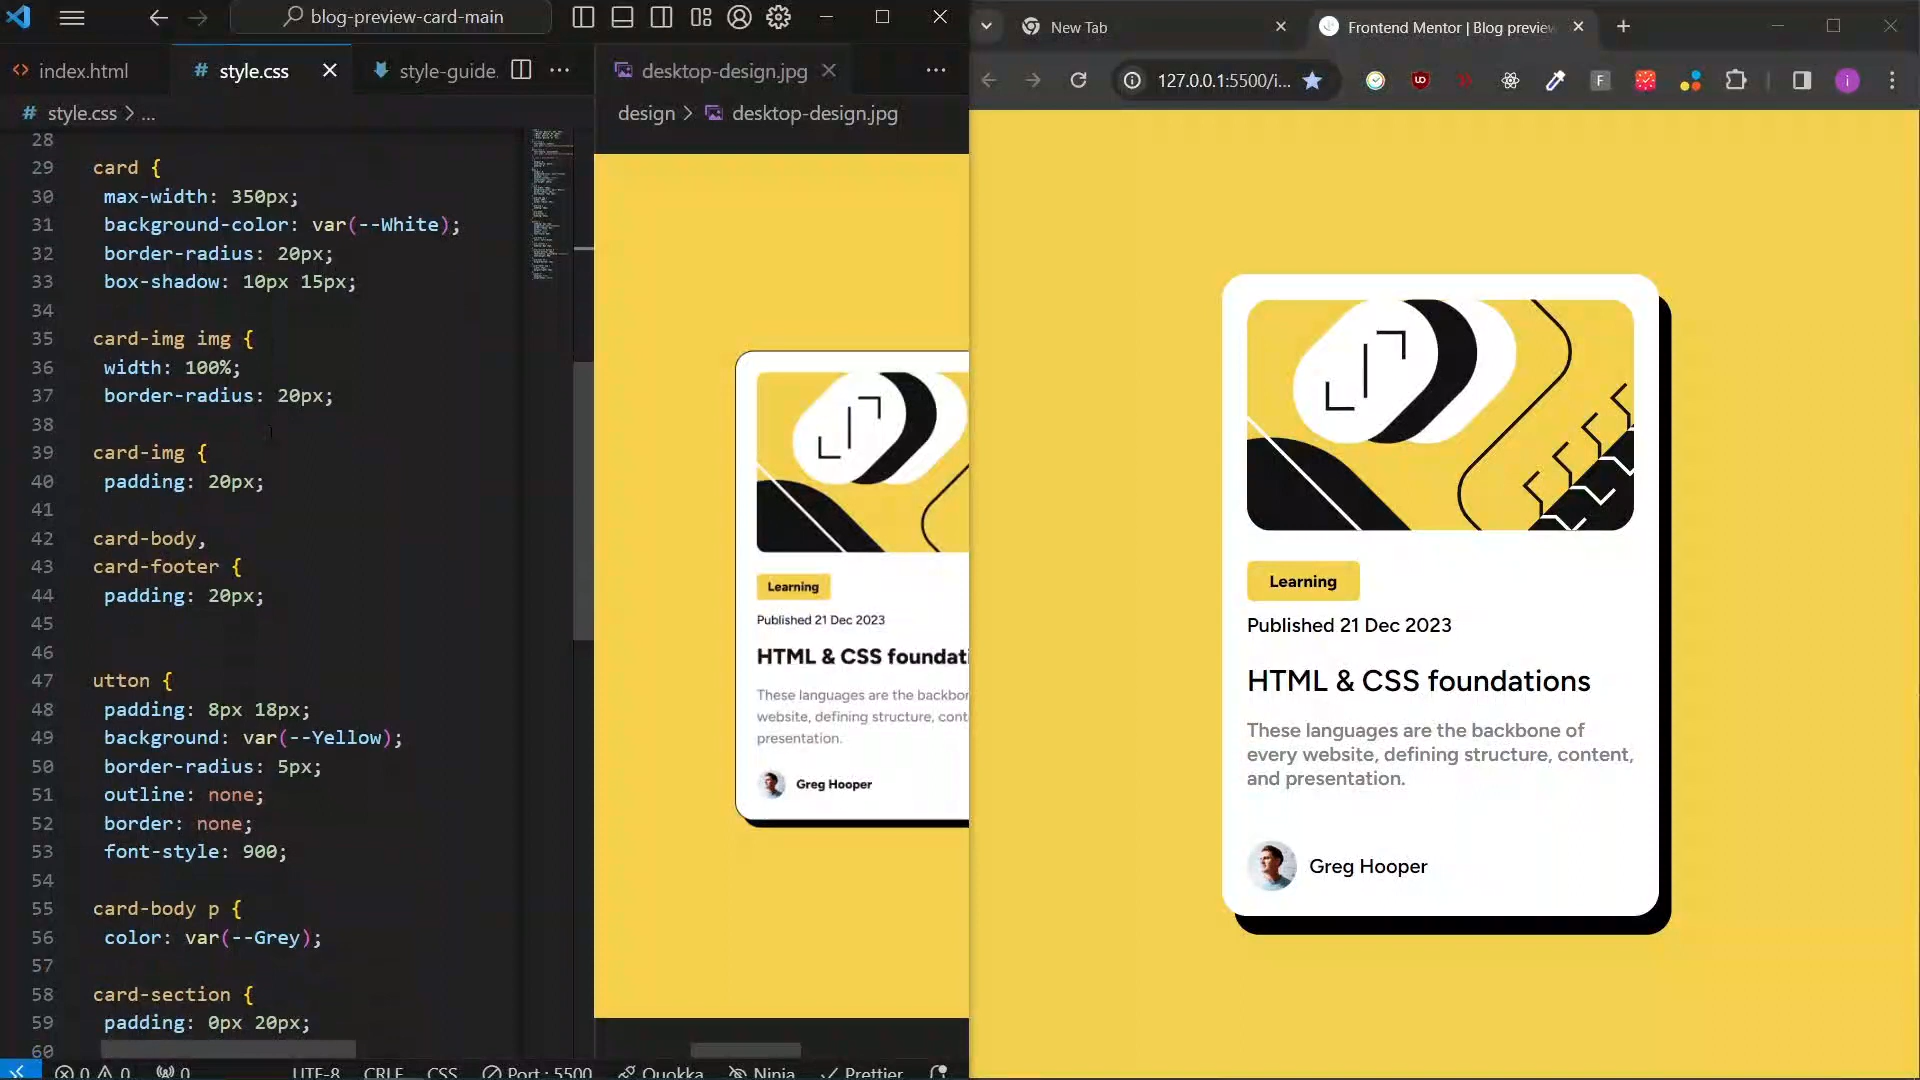 blog-preview-card-main
index.html
# style.css
style-guide.
# style.css > ...
28
29 card {
30 max-width: 350px;
31 background-color: var(--White);
32 border-radius: 20px;
33 box-shadow: 10px 15px;
34
35 card-img img {
36 width: 100%;
37 border-radius: 20px;
38
39 card-img {
40 padding: 20px;
41
42 card-body,
43 card-footer {
44 padding: 20px;
45
46
47 utton {
48 padding: 8px 18px;
49 background: var(--Yellow);
50 border-radius: 5px;
51 outline: none;
52 border: none;
53 font-style: 900;
54
55 card-body p {
56 color: var(--Grey);
57
58 card-section {
59 padding: 0px 20px;
60
0 0 0 UTF-8 CRLF CSS Port : 5500 Quokka Ninja Prettier
desktop-design.jpg
design > desktop-design.jpg
Learning
Published 21 Dec 2023
HTML & CSS foundati
These languages are the backbon
website, defining structure, cont
presentation.
Greg Hooper
New Tab
Frontend Mentor | Blog preview
127.0.0.1:5500/i...
F
i
Learning
Published 21 Dec 2023
HTML & CSS foundations
These languages are the backbone of
every website, defining structure, content,
and presentation.
Greg Hooper